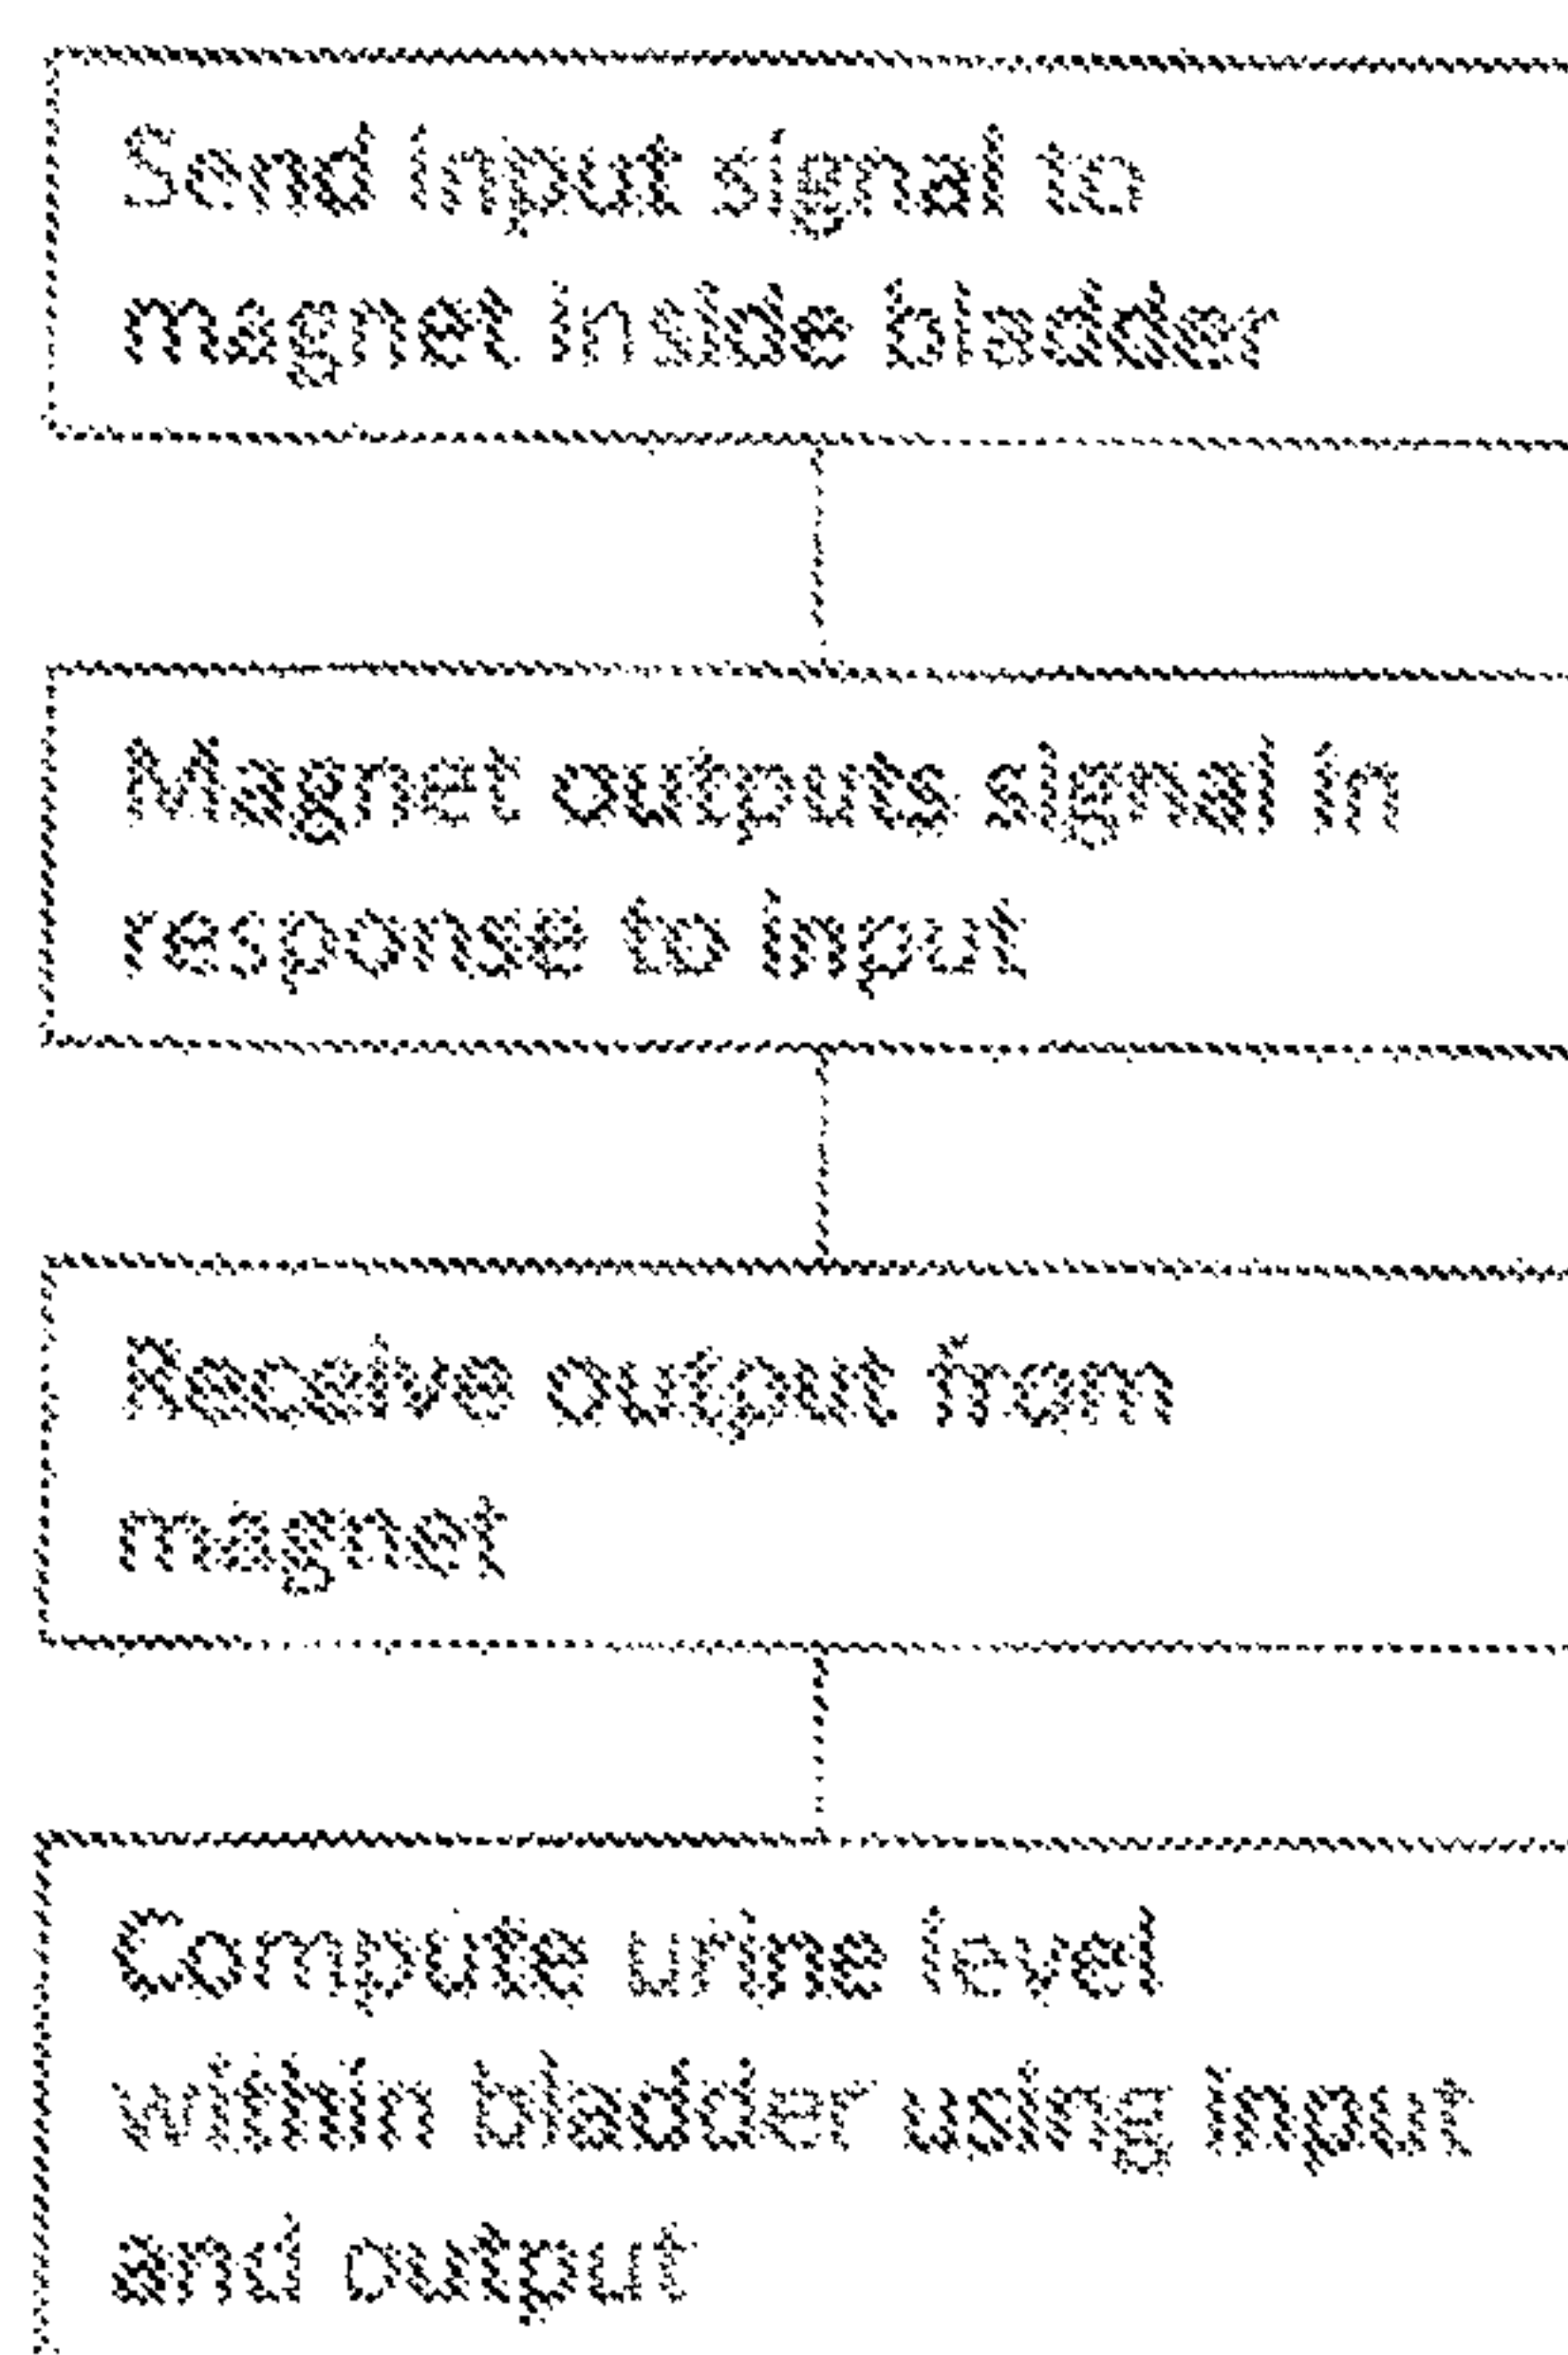 Send input signal to
magnet inside bladder
Magnet outputs signal in
response to input
Receive output from
magnet
Compute urine level
within bladder using input
and output